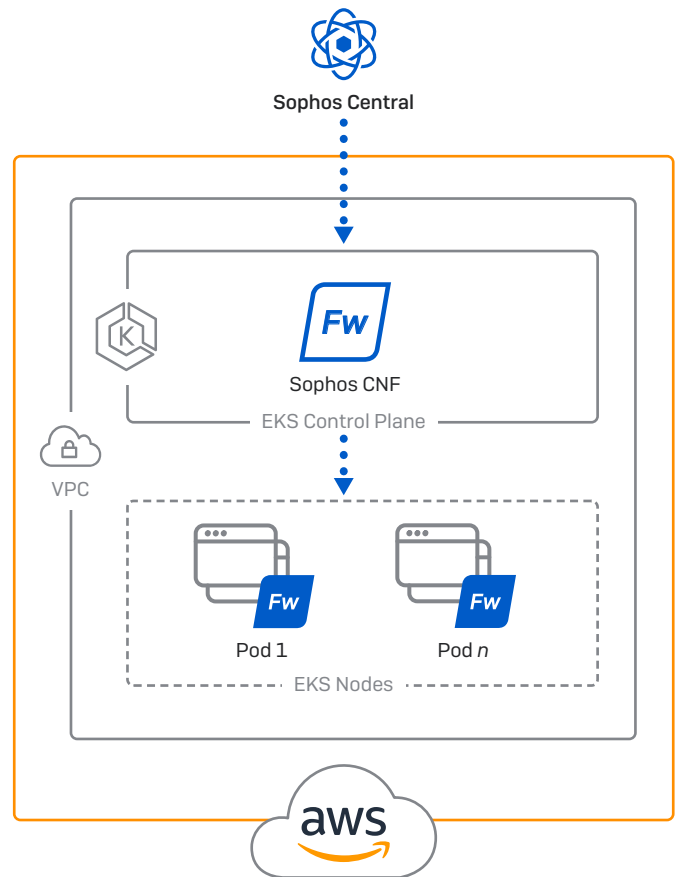 Sophos Central
K
Fw
Sophos CNF
EKS Control Plane
VPC
Fw
Fw
Pod 1
Pod n
EKS Nodes
aws